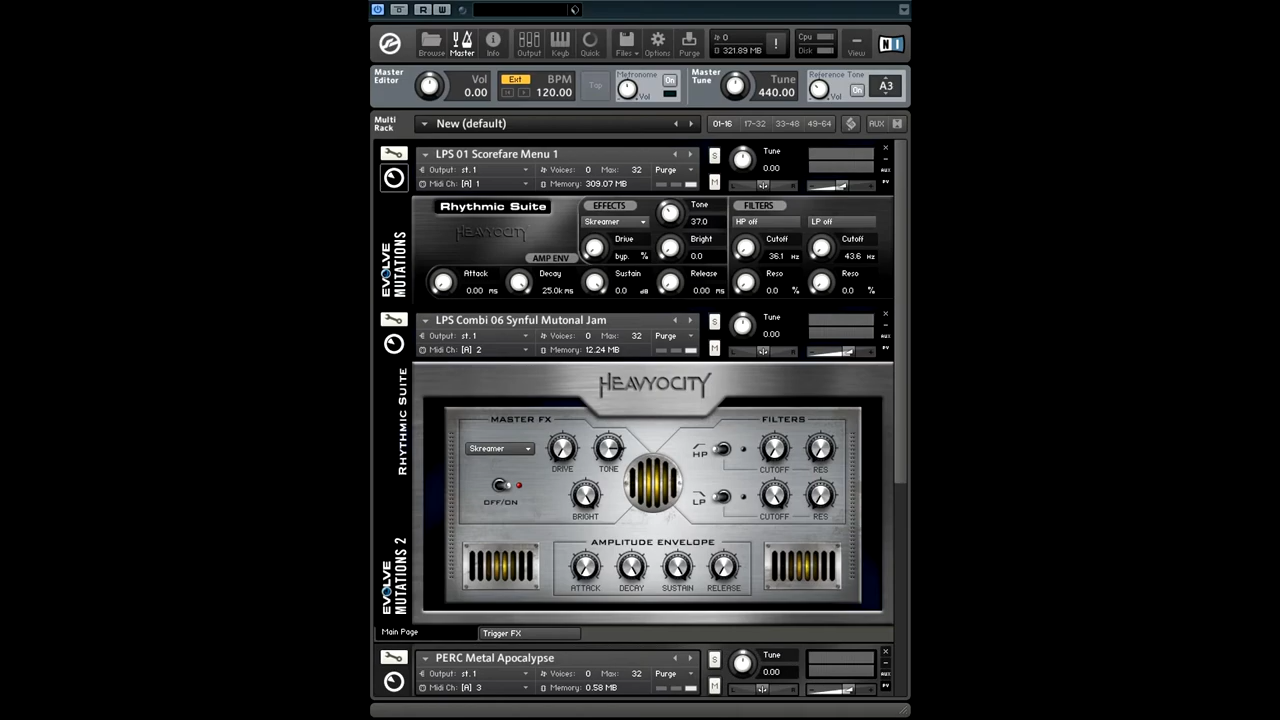 R W
Browse Master Info Output Keyb Quick Files Options Purge
0
321.89 MB
!
Cpu
Disk
View
Master Editor
Vol
0.00
Ext
BPM
120.00
Tap
Metronome
On
Vol
Master Tune
Tune
440.00
Reference Tone
Vol
On
A3
Multi Rack
New (default)
01-16 17-32 33-48 49-64
AUX
LPS 01 Scorefare Menu 1
Output: st.1 Voices: 0 Max: 32 Purge
Midi Ch: [A] 1 Memory: 309.07 MB
S
M
Tune
0.00
L R
AUX
PV
Rhythmic Suite
HEAVYOCITY
EVOLVE MUTATIONS
EFFECTS
Skreamer
Tone
37.0
Drive
byp. %
Bright
0.0
FILTERS
HP off
LP off
Cutoff
36.1 Hz
Cutoff
43.6 Hz
AMP ENV
Attack
0.00 ms
Decay
25.0k ms
Sustain
0.0 dB
Release
0.00 ms
Reso
0.0 %
Reso
0.0 %
LPS Combi 06 Synful Mutonal Jam
Output: st.1 Voices: 0 Max: 32 Purge
Midi Ch: [A] 2 Memory: 12.24 MB
S
M
Tune
0.00
L R
AUX
PV
HEAVYOCITY
RHYTHMIC SUITE
EVOLVE MUTATIONS 2
MASTER FX
Skreamer
DRIVE
TONE
OFF/ON
BRIGHT
FILTERS
HP
CUTOFF
RES
LP
CUTOFF
RES
AMPLITUDE ENVELOPE
ATTACK DECAY SUSTAIN RELEASE
Main Page
Trigger FX
PERC Metal Apocalypse
Output: st.1 Voices: 0 Max: 32 Purge
Midi Ch: [A] 3 Memory: 0.58 MB
S
M
Tune
0.00
L R
AUX
PV